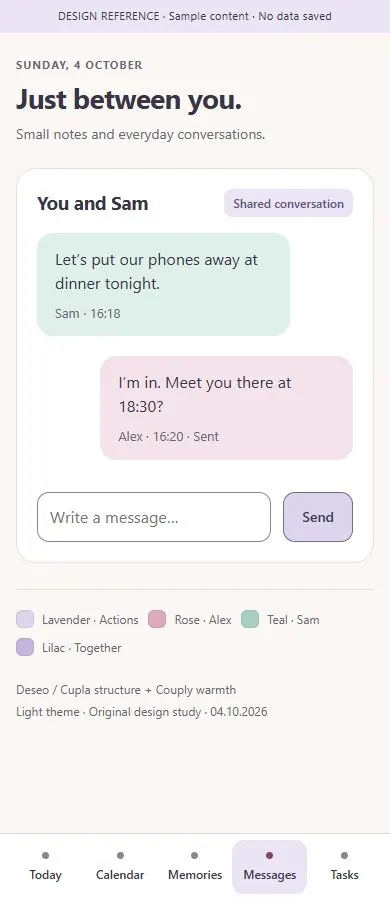 DESIGN REFERENCE · Sample content · No data saved
SUNDAY, 4 OCTOBER
Just between you.
Small notes and everyday conversations.
You and Sam
Shared conversation
Let's put our phones away at
dinner tonight.
Sam · 16:18
I'm in. Meet you there at
18:30?
Alex · 16:20 · Sent
Write a message...
Send
Lavender · Actions
Rose · Alex
Teal · Sam
Lilac · Together
Deseo / Cupla structure + Couply warmth
Light theme · Original design study · 04.10.2026
Today
Calendar
Memories
Messages
Tasks